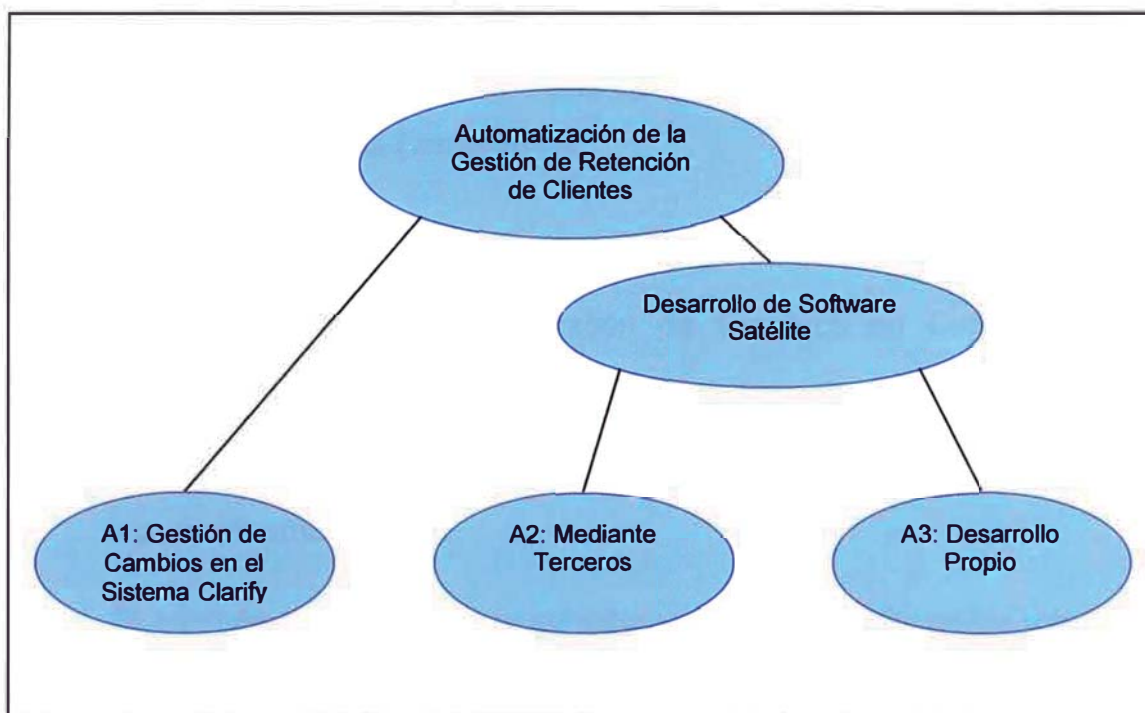 Automatización de la
Gestión de Retención
de Clientes
Desarrollo de Software
Satélite
A1: Gestión de
Cambios en el
Sistema Clarify
A2: Mediante
Terceros
A3: Desarrollo
Propio